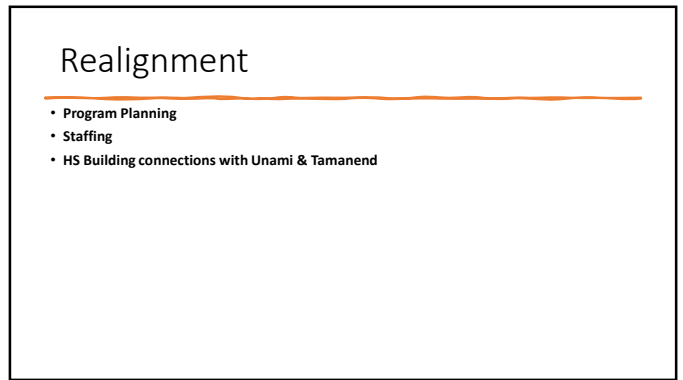 Realignment
• Program Planning
• Staffing
• HS Building connections with Unami & Tamanend